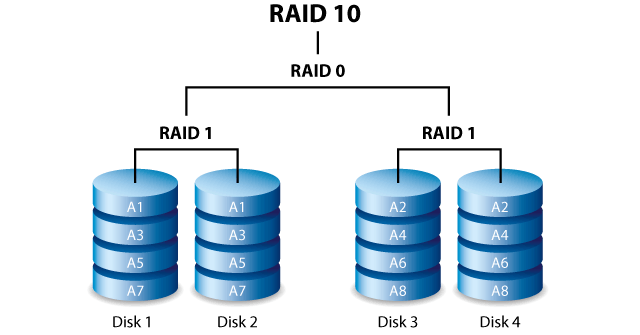 RAID 10
RAID 0
RAID 1 RAID 1
A1 A1 A2 A2
A3 A3 A4 A4
A5 A5 A6 A6
A7 A7 A8 A8
Disk 1 Disk 2 Disk 3 Disk 4